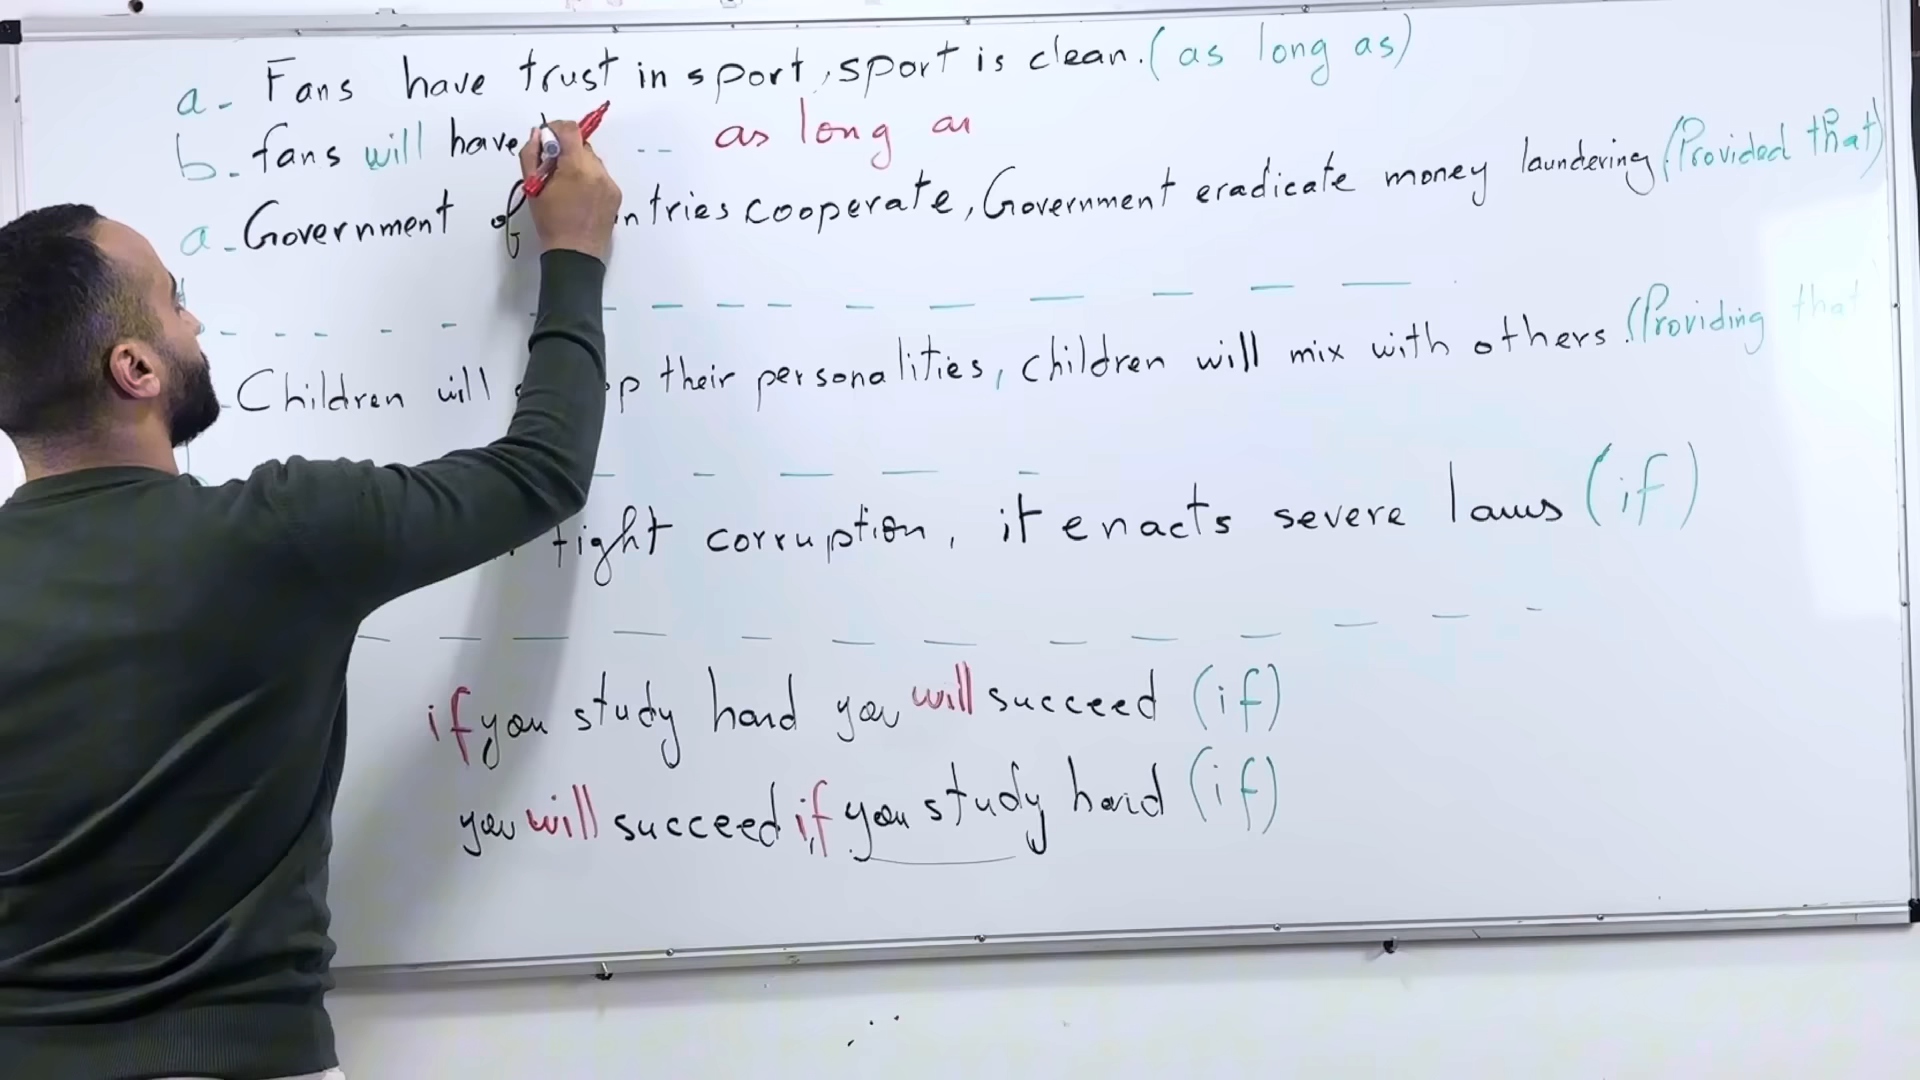 a - Fans have trust in sport, sport is clean. (as long as)
b - fans will have -- as long as
a - Government of cooperate, Government eradicate money laundering (Provided that)
Children will their personalities, children will mix with others. (Providing that
fight corruption, it enacts severe laws (if)
if you study hard you will succeed (if)
you will succeed if you study hard (if)